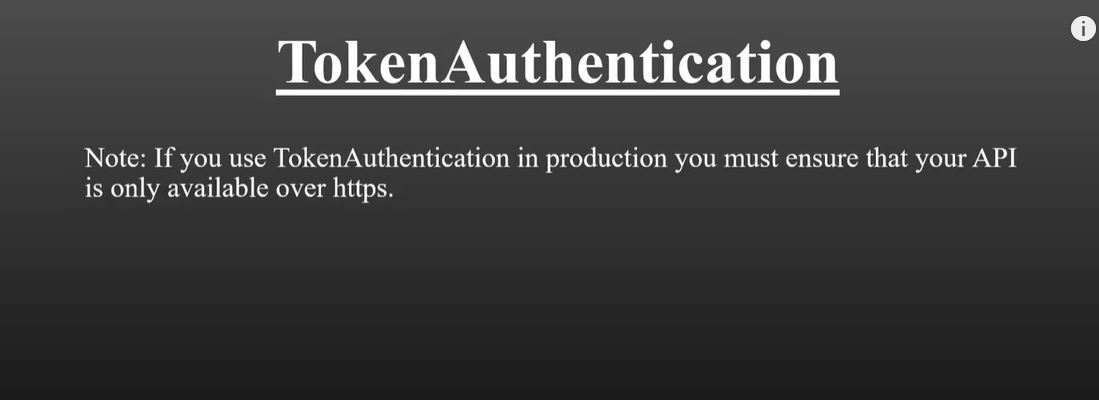 TokenAuthentication
Note: If you use TokenAuthentication in production you must ensure that your API
is only available over https.